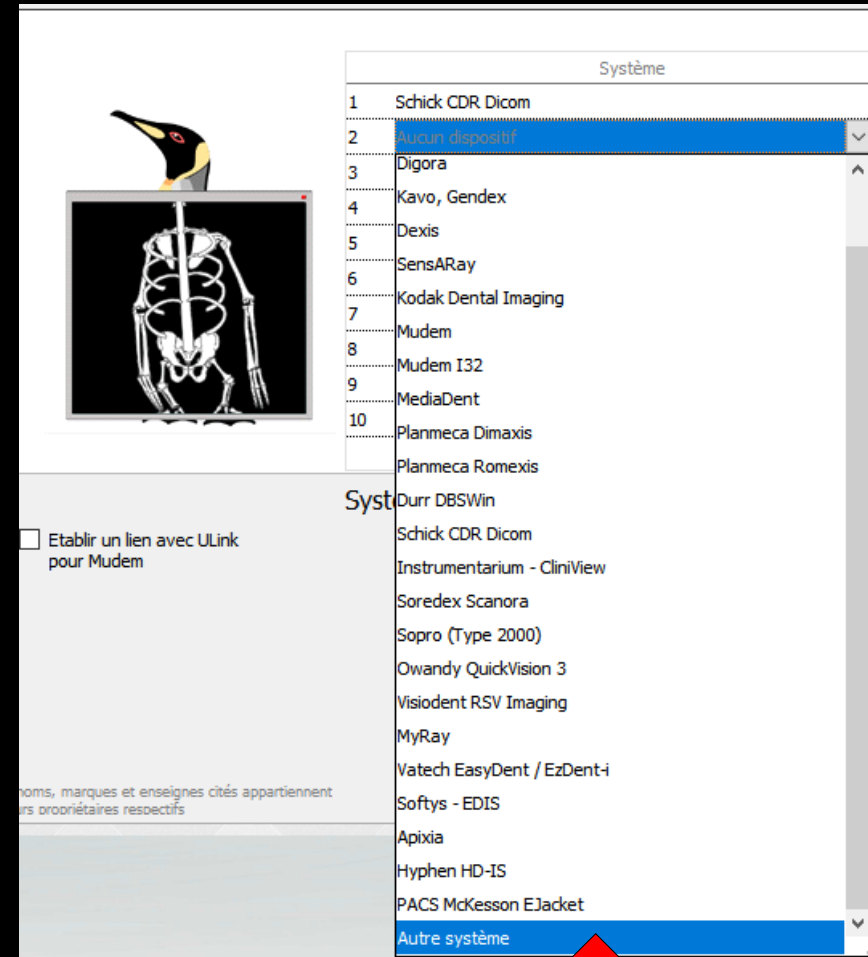 Système
1 Schick CDR Dicom
2 Aucun dispositif
3
4
5
6
7
8
9
10
Digora
Kavo, Gendex
Dexis
SensARay
Kodak Dental Imaging
Mudem
Mudem I32
MediaDent
Planmeca Dimaxis
Planmeca Romexis
Durr DBSWin
Schick CDR Dicom
Instrumentarium - CliniView
Soredex Scanora
Sopro (Type 2000)
Owandy QuickVision 3
Visiodent RSV Imaging
MyRay
Vatech EasyDent / EzDent-i
Softys - EDIS
Apixia
Hyphen HD-IS
PACS McKesson EJacket
Autre système
Syst
Etablir un lien avec ULink
pour Mudem
noms, marques et enseignes cités appartiennent
urs propriétaires respectifs